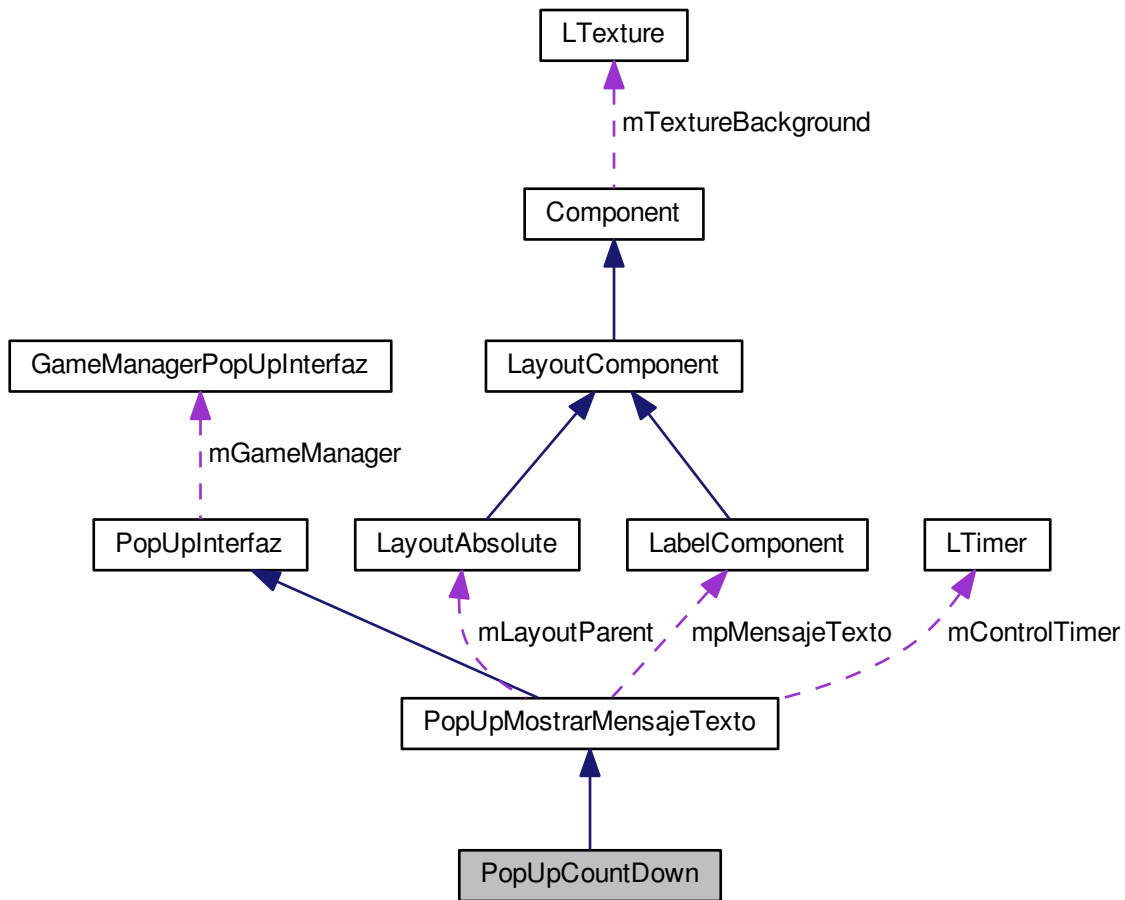 LTexture
mTextureBackground
Component
GameManagerPopUpInterfaz
LayoutComponent
mGameManager
PopUpInterfaz
LayoutAbsolute
LabelComponent
LTimer
mLayoutParent
mpMensajeTexto
mControlTimer
PopUpMostrarMensajeTexto
PopUpCountDown